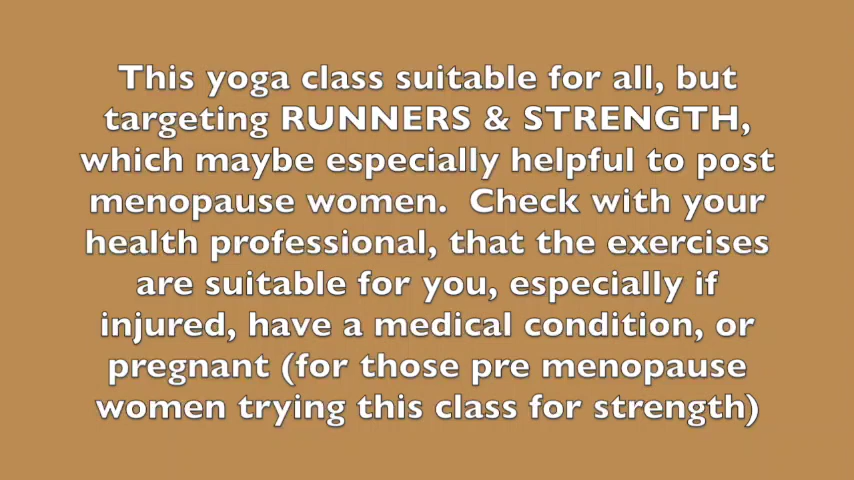 This yoga class suitable for all, but
targeting RUNNERS & STRENGTH,
which maybe especially helpful to post
menopause women.  Check with your
health professional, that the exercises
are suitable for you, especially if
injured, have a medical condition, or
pregnant (for those pre menopause
women trying this class for strength)